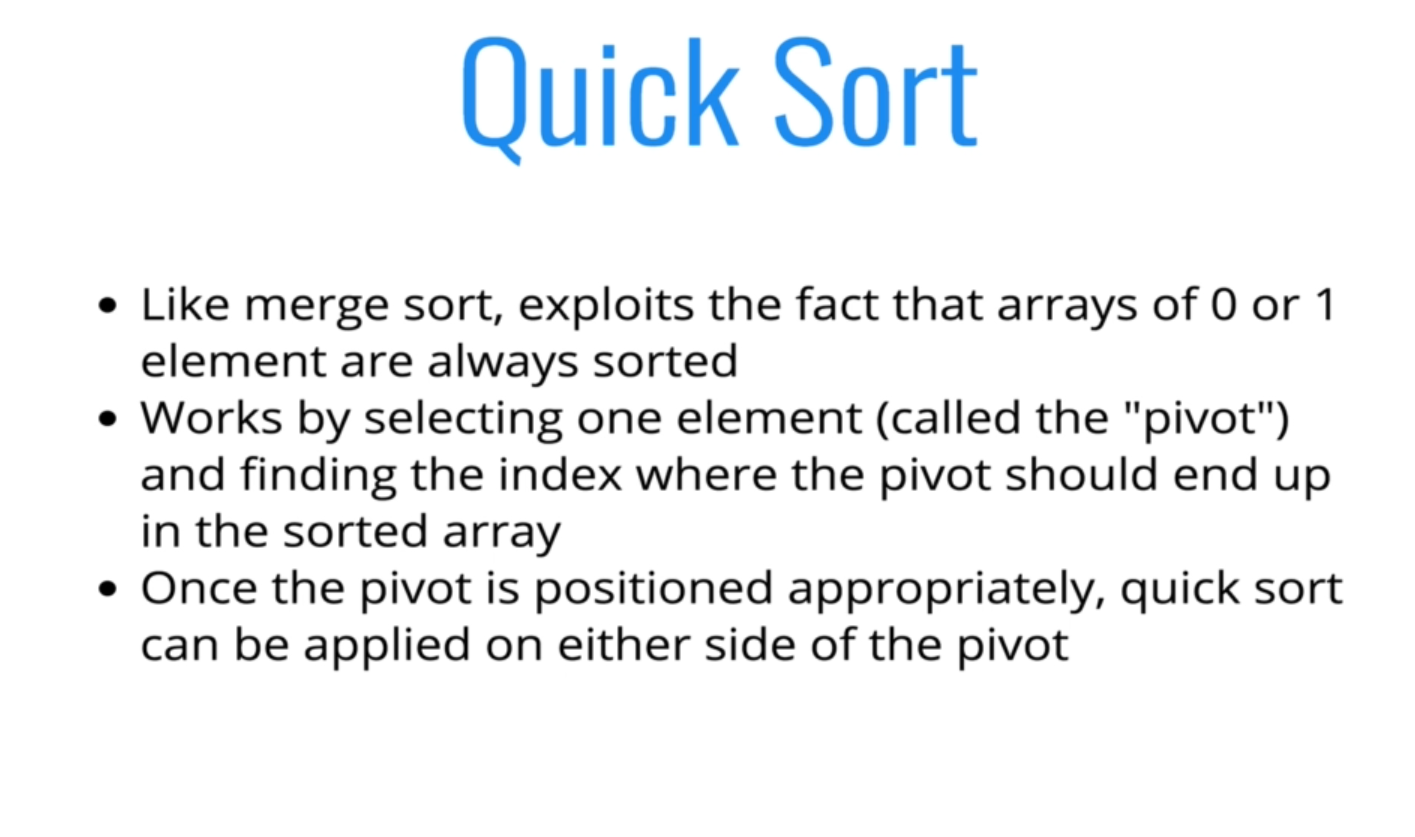 Quick Sort
• Like merge sort, exploits the fact that arrays of 0 or 1
element are always sorted
• Works by selecting one element (called the "pivot")
and finding the index where the pivot should end up
in the sorted array
• Once the pivot is positioned appropriately, quick sort
can be applied on either side of the pivot